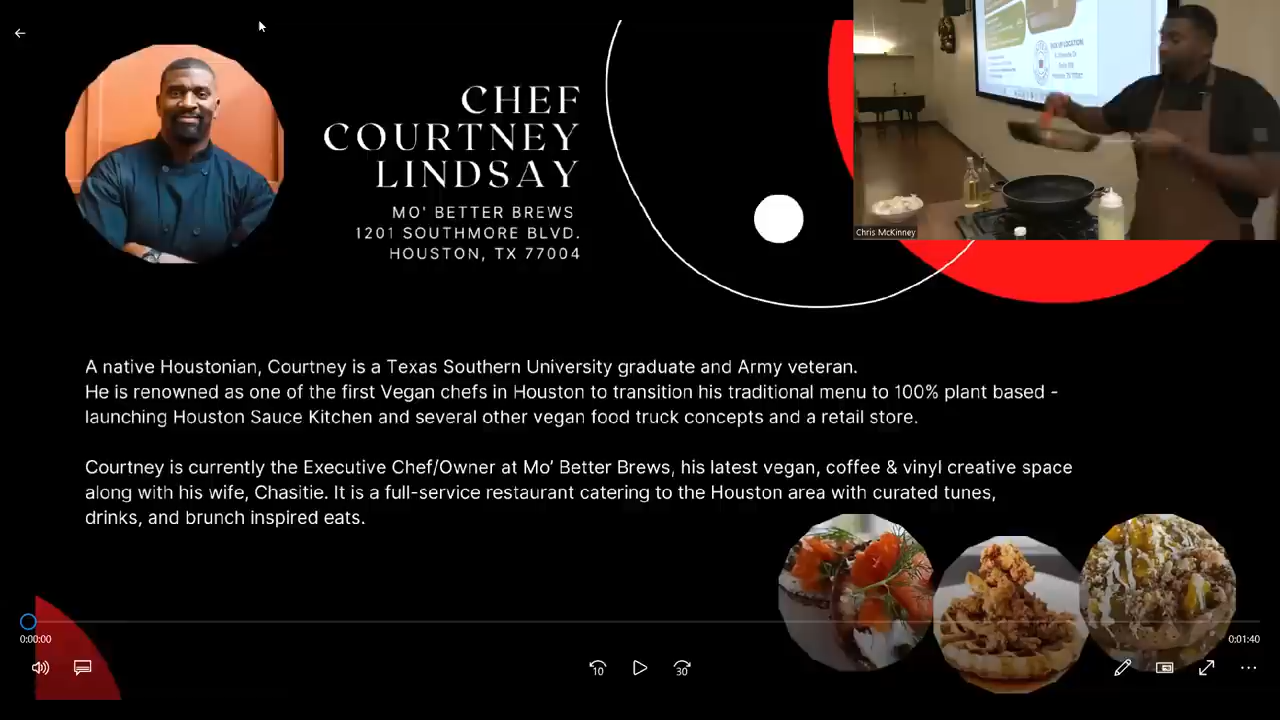 CHEF
COURTNEY
LINDSAY
MO' BETTER BREWS
1201 SOUTHMORE BLVD.
HOUSTON, TX 77004
Chris McKinney
A native Houstonian, Courtney is a Texas Southern University graduate and Army veteran.
He is renowned as one of the first Vegan chefs in Houston to transition his traditional menu to 100% plant based -
launching Houston Sauce Kitchen and several other vegan food truck concepts and a retail store.
Courtney is currently the Executive Chef/Owner at Mo' Better Brews, his latest vegan, coffee & vinyl creative space
along with his wife, Chasitie. It is a full-service restaurant catering to the Houston area with curated tunes,
drinks, and brunch inspired eats.
0:00:00
0:01:40
10
30